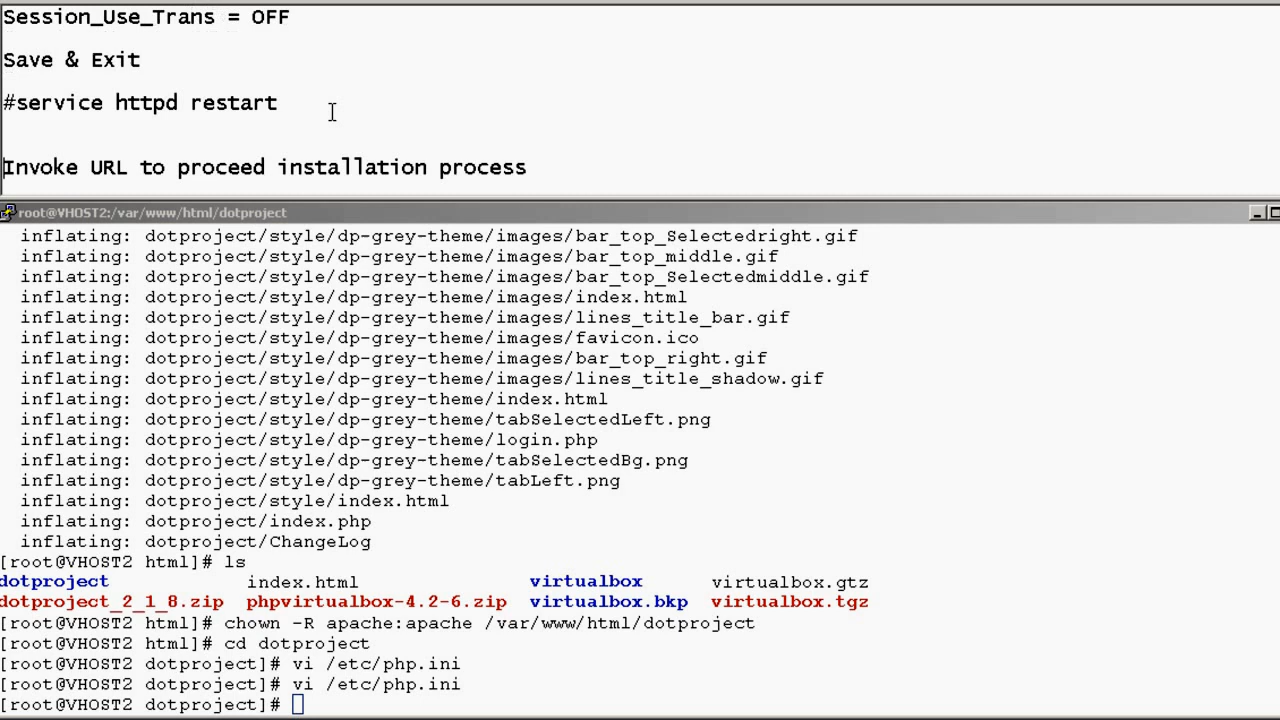 Session_Use_Trans = OFF
Save & Exit
#service httpd restart
Invoke URL to proceed installation process
root@VHOST2:/var/www/html/dotproject
inflating: dotproject/style/dp-grey-theme/images/bar_top_Selectedright.gif
inflating: dotproject/style/dp-grey-theme/images/bar_top_middle.gif
inflating: dotproject/style/dp-grey-theme/images/bar_top_Selectedmiddle.gif
inflating: dotproject/style/dp-grey-theme/images/index.html
inflating: dotproject/style/dp-grey-theme/images/lines_title_bar.gif
inflating: dotproject/style/dp-grey-theme/images/favicon.ico
inflating: dotproject/style/dp-grey-theme/images/bar_top_right.gif
inflating: dotproject/style/dp-grey-theme/images/lines_title_shadow.gif
inflating: dotproject/style/dp-grey-theme/index.html
inflating: dotproject/style/dp-grey-theme/tabSelectedLeft.png
inflating: dotproject/style/dp-grey-theme/login.php
inflating: dotproject/style/dp-grey-theme/tabSelectedBg.png
inflating: dotproject/style/dp-grey-theme/tabLeft.png
inflating: dotproject/style/index.html
inflating: dotproject/index.php
inflating: dotproject/ChangeLog
[root@VHOST2 html]# ls
dotproject index.html virtualbox virtualbox.gtz
dotproject_2_1_8.zip phpvirtualbox-4.2-6.zip virtualbox.bkp virtualbox.tgz
[root@VHOST2 html]# chown -R apache:apache /var/www/html/dotproject
[root@VHOST2 html]# cd dotproject
[root@VHOST2 dotproject]# vi /etc/php.ini
[root@VHOST2 dotproject]# vi /etc/php.ini
[root@VHOST2 dotproject]#